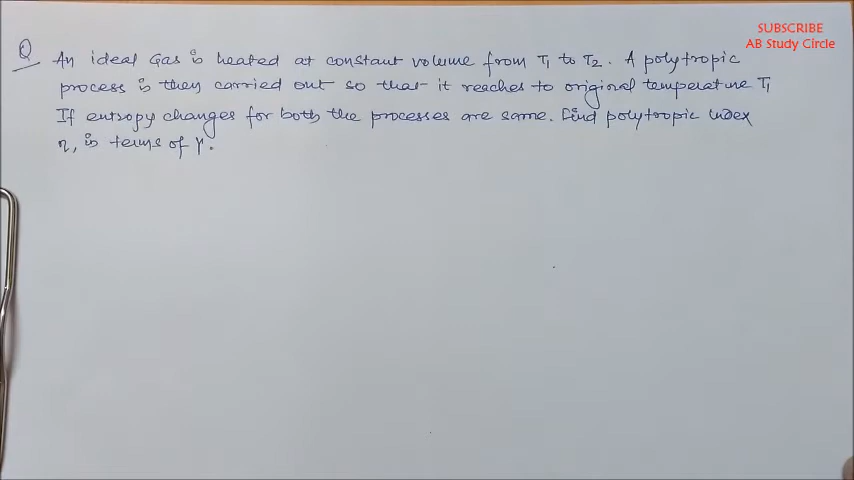 SUBSCRIBE
AB Study Circle
Q An ideal Gas is heated at constant volume from T1 to T2. A polytropic
process is they carried out so that it reaches to original temperature T1
If entropy changes for both the processes are same. Find polytropic index
n, is terms of γ.